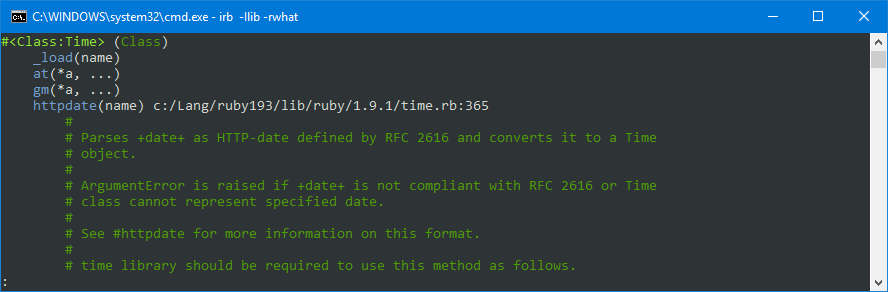 C:\WINDOWS\system32\cmd.exe - irb  -llib -rwhat
#<Class:Time> (Class)
    _load(name)
    at(*a, ...)
    gm(*a, ...)
    httpdate(name) c:/Lang/ruby193/lib/ruby/1.9.1/time.rb:365
        #
        # Parses +date+ as HTTP-date defined by RFC 2616 and converts it to a Time
        # object.
        #
        # ArgumentError is raised if +date+ is not compliant with RFC 2616 or Time
        # class cannot represent specified date.
        #
        # See #httpdate for more information on this format.
        #
        # time library should be required to use this method as follows.
: